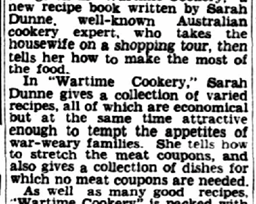 new recipe book written by Sarah
Dunne, well-known Australian
cookery expert, who takes the
housewife on a shopping tour, then
tells her how to make the most of
the food.
In "Wartime Cookery," Sarah
Dunne gives a collection of varied
recipes, all of which are economical
but at the same time attractive
enough to tempt the appetites of
war-weary families. She tells how
to stretch the meat coupons, and
also gives a collection of dishes for
which no meat coupons are needed.
As well as many good recipes,
"Wartime Cookery" is packed with